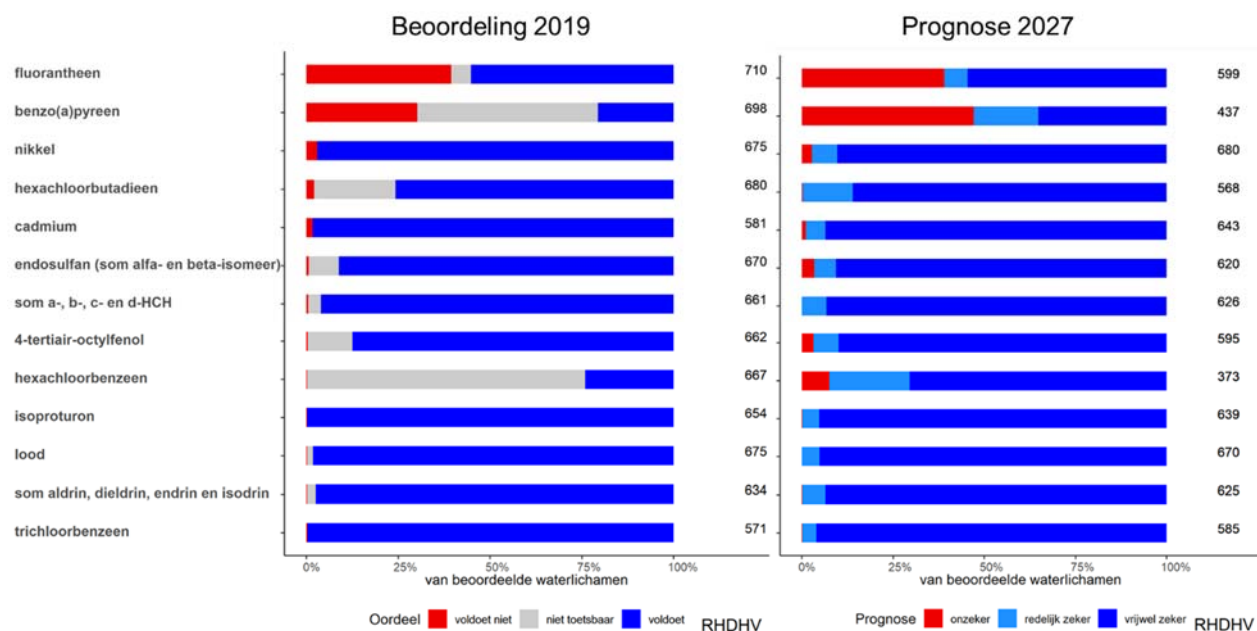 Beoordeling 2019 Prognose 2027
fluorantheen 710 599
benzo(a)pyreen 698 437
nikkel 675 680
hexachloorbutadieen 680 568
cadmium 581 643
endosulfan (som alfa- en beta-isomeer) 670 620
som a-, b-, c- en d-HCH 661 626
4-tertiair-octylfenol 662 595
hexachloorbenzeen 667 373
isoproturon 654 639
lood 675 670
som aldrin, dieldrin, endrin en isodrin 634 625
trichloorbenzeen 571 585
0% 25% 50% 75% 100% 0% 25% 50% 75% 100%
van beoordeelde waterlichamen van beoordeelde waterlichamen
Oordeel voldoet niet niet toetsbaar voldoet RHDHV Prognose onzeker redelijk zeker vrijwel zeker RHDHV